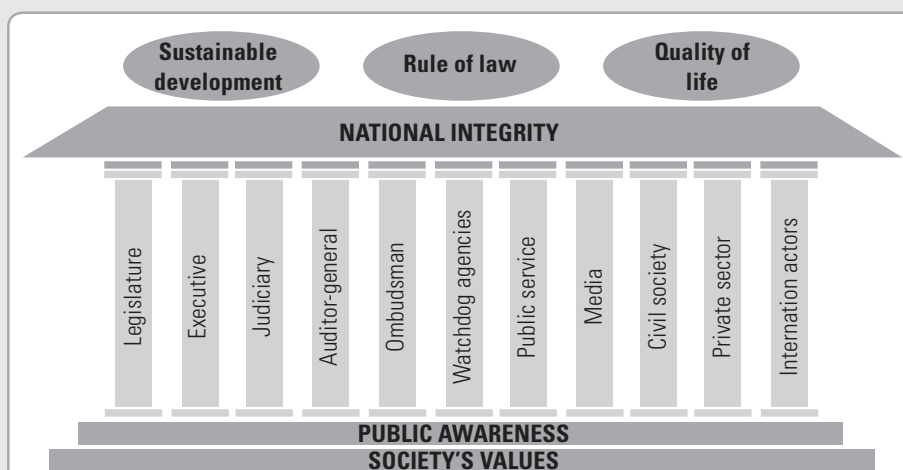 Sustainable
development
Rule of law
Quality of
life
NATIONAL INTEGRITY
Legislature
Executive
Judiciary
Auditor-general
Ombudsman
Watchdog agencies
Public service
Media
Civil society
Private sector
Internation actors
PUBLIC AWARENESS
SOCIETY'S VALUES